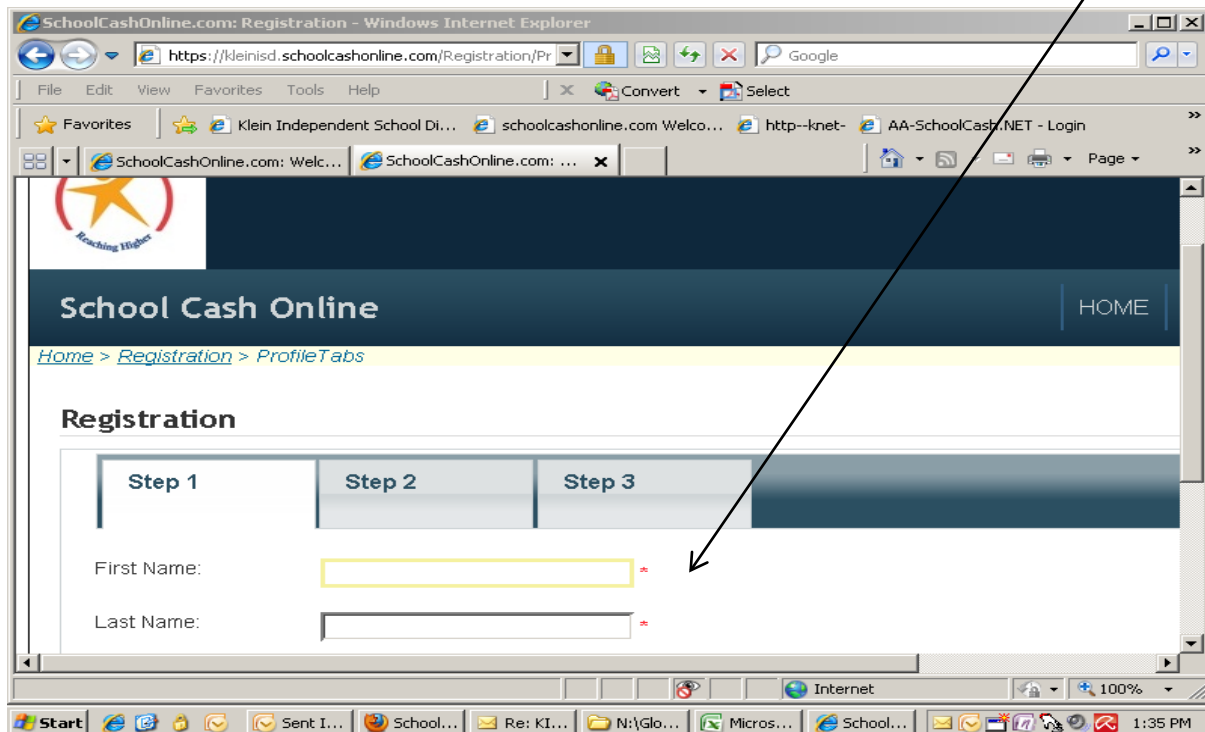 SchoolCashOnline.com: Registration - Windows Internet Explorer
https://kleinisd.schoolcashonline.com/Registration/Pr Google
File Edit View Favorites Tools Help Convert Select
Favorites Klein Independent School Di... schoolcashonline.com Welco... http--knet- AA-SchoolCash.NET - Login »
SchoolCashOnline.com: Welc... SchoolCashOnline.com: ... Page »
Reaching Higher
School Cash Online HOME
Home > Registration > ProfileTabs
Registration
Step 1 Step 2 Step 3
First Name: *
Last Name: *
Internet 100%
Start Sent I... School... Re: KI... N:\Glo... Micros... School... 1:35 PM